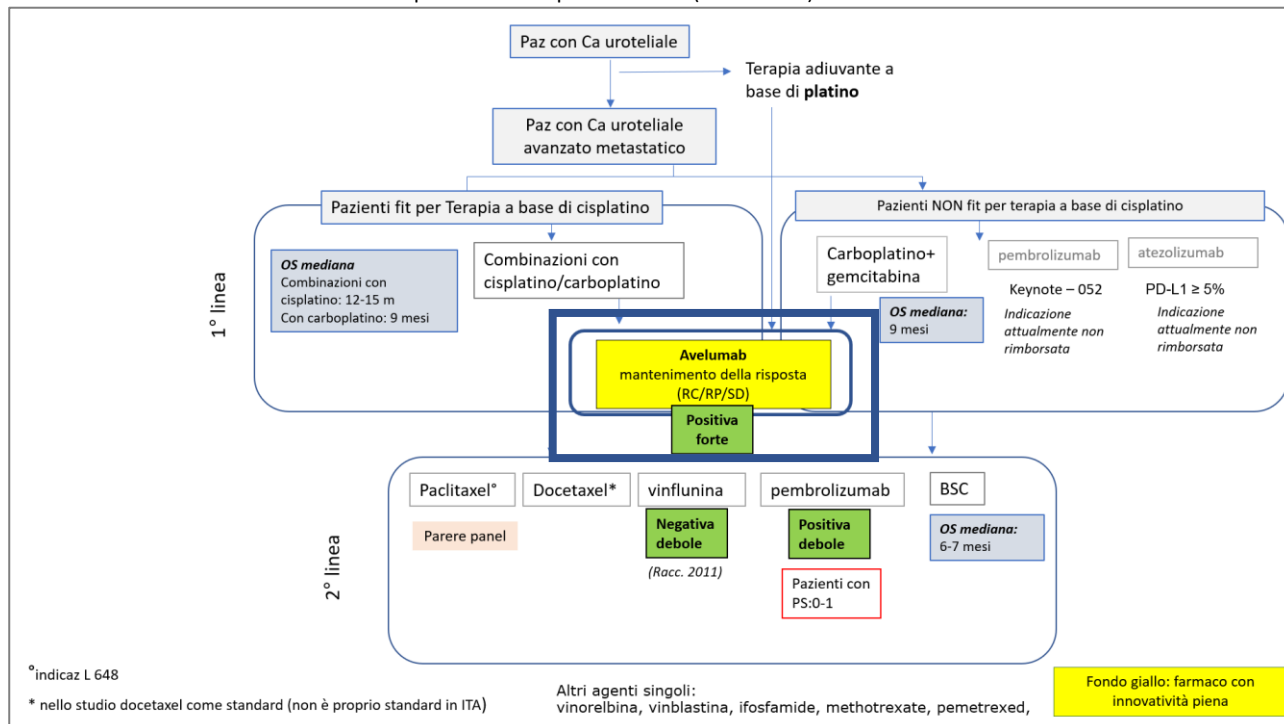 Paz con Ca uroteliale
Terapia adiuvante a
base di platino
Paz con Ca uroteliale
avanzato metastatico
1° linea
Pazienti fit per Terapia a base di cisplatino
OS mediana
Combinazioni con
cisplatino: 12-15 m
Con carboplatino: 9 mesi
Combinazioni con
cisplatino/carboplatino
Pazienti NON fit per terapia a base di cisplatino
Carboplatino+
gemcitabina
OS mediana:
9 mesi
pembrolizumab
Keynote – 052
Indicazione
attualmente non
rimborsata
atezolizumab
PD-L1 ≥ 5%
Indicazione
attualmente non
rimborsata
Avelumab
mantenimento della risposta
(RC/RP/SD)
Positiva
forte
2° linea
Paclitaxel°
Parere panel
Docetaxel*
vinflunina
Negativa
debole
(Racc. 2011)
pembrolizumab
Positiva
debole
Pazienti con
PS:0-1
BSC
OS mediana:
6-7 mesi
°indicaz L 648
* nello studio docetaxel come standard (non è proprio standard in ITA)
Altri agenti singoli:
vinorelbina, vinblastina, ifosfamide, methotrexate, pemetrexed,
Fondo giallo: farmaco con
innovatività piena